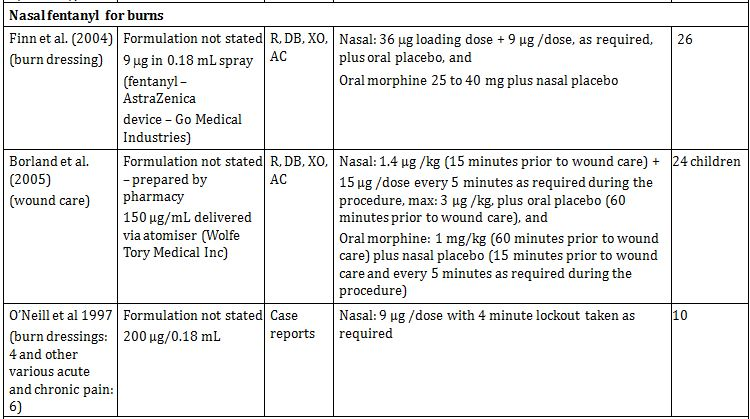 Nasal fentanyl for burns
Finn et al. (2004)
(burn dressing)
Formulation not stated
9 µg in 0.18 mL spray
(fentanyl –
AstraZenica
device – Go Medical
Industries)
R, DB, XO,
AC
Nasal: 36 µg loading dose + 9 µg /dose, as required,
plus oral placebo, and
Oral morphine 25 to 40 mg plus nasal placebo
26
Borland et al.
(2005)
(wound care)
Formulation not stated
– prepared by
pharmacy
150 µg/mL delivered
via atomiser (Wolfe
Tory Medical Inc)
R, DB, XO,
AC
Nasal: 1.4 µg /kg (15 minutes prior to wound care) +
15 µg /dose every 5 minutes as required during the
procedure, max: 3 µg /kg, plus oral placebo (60
minutes prior to wound care), and
Oral morphine: 1 mg/kg (60 minutes prior to wound
care) plus nasal placebo (15 minutes prior to wound
care and every 5 minutes as required during the
procedure)
24 children
O’Neill et al 1997
(burn dressings:
4 and other
various acute
and chronic pain:
6)
Formulation not stated
200 µg/0.18 mL
Case
reports
Nasal: 9 µg /dose with 4 minute lockout taken as
required
10